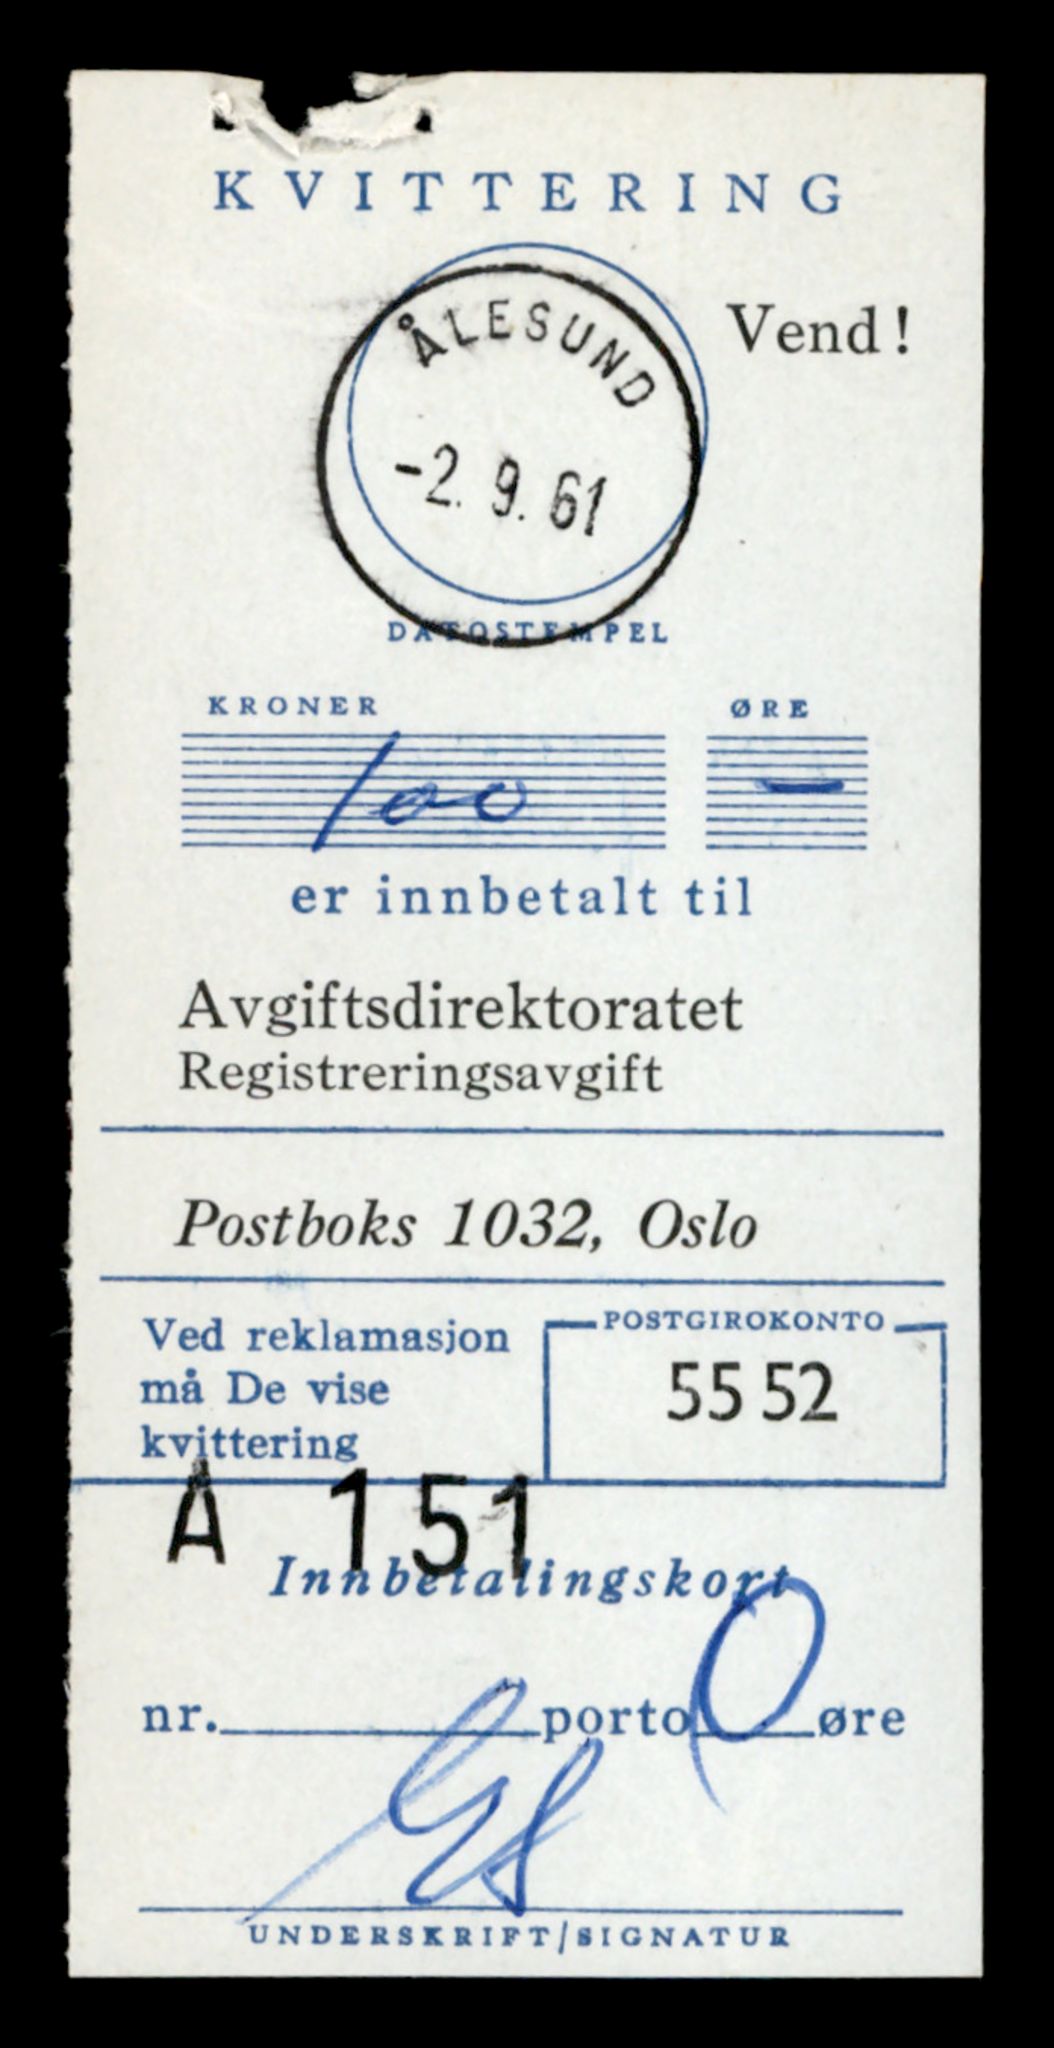 KVITTERING
Vend!
ÅLESUND
-2. 9. 61
DATOSTEMPEL
KRONER ØRE
100 —
er innbetalt til
Avgiftsdirektoratet
Registreringsavgift
Postboks 1032, Oslo
Ved reklamasjon
må De vise
kvittering
POSTGIROKONTO
55 52
A 151
Innbetalingskort
nr. porto 0 øre
UNDERSKRIFT/SIGNATUR